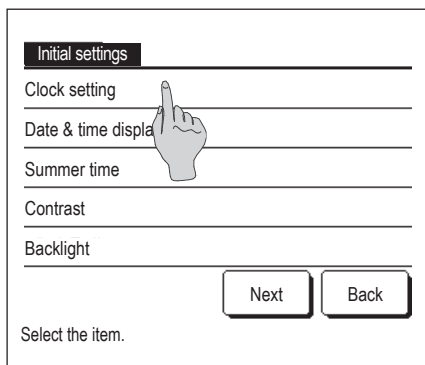 Initial settings
Clock setting
Date & time displa
Summer time
Contrast
Backlight
Next Back
Select the item.